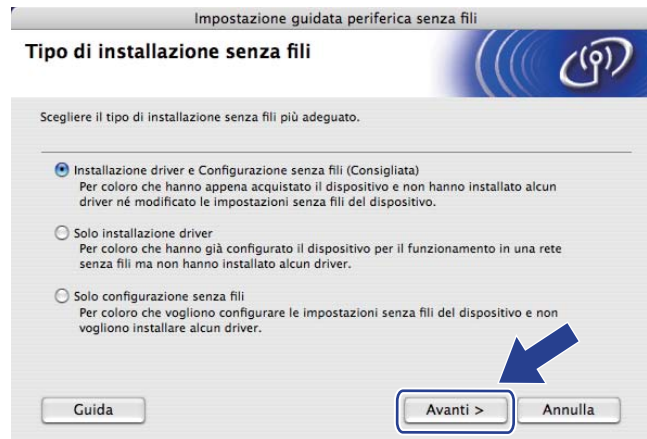 Impostazione guidata periferica senza fili
Tipo di installazione senza fili
Scegliere il tipo di installazione senza fili più adeguato.
Installazione driver e Configurazione senza fili (Consigliata)
Per coloro che hanno appena acquistato il dispositivo e non hanno installato alcun
driver né modificato le impostazioni senza fili del dispositivo.
Solo installazione driver
Per coloro che hanno già configurato il dispositivo per il funzionamento in una rete
senza fili ma non hanno installato alcun driver.
Solo configurazione senza fili
Per coloro che vogliono configurare le impostazioni senza fili del dispositivo e non
vogliono installare alcun driver.
Guida
Avanti >
Annulla